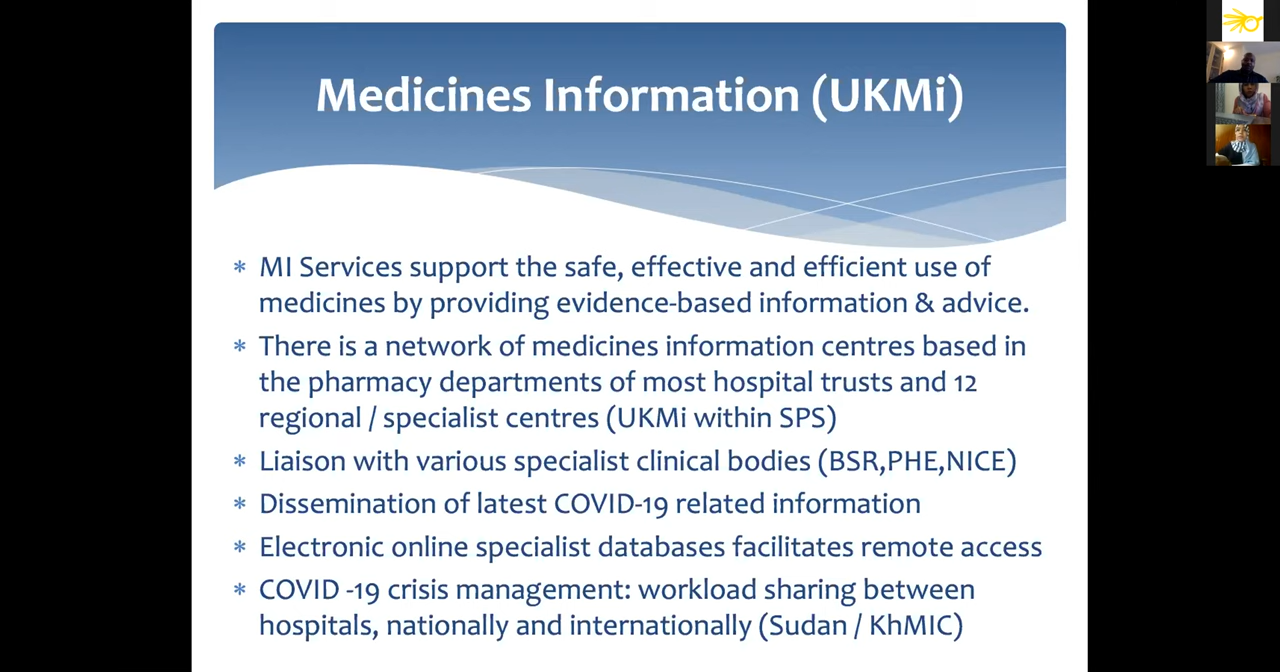 Medicines Information (UKMi)
* MI Services support the safe, effective and efficient use of
medicines by providing evidence-based information & advice.
* There is a network of medicines information centres based in
the pharmacy departments of most hospital trusts and 12
regional / specialist centres (UKMi within SPS)
* Liaison with various specialist clinical bodies (BSR,PHE,NICE)
* Dissemination of latest COVID-19 related information
* Electronic online specialist databases facilitates remote access
* COVID -19 crisis management: workload sharing between
hospitals, nationally and internationally (Sudan / KhMIC)